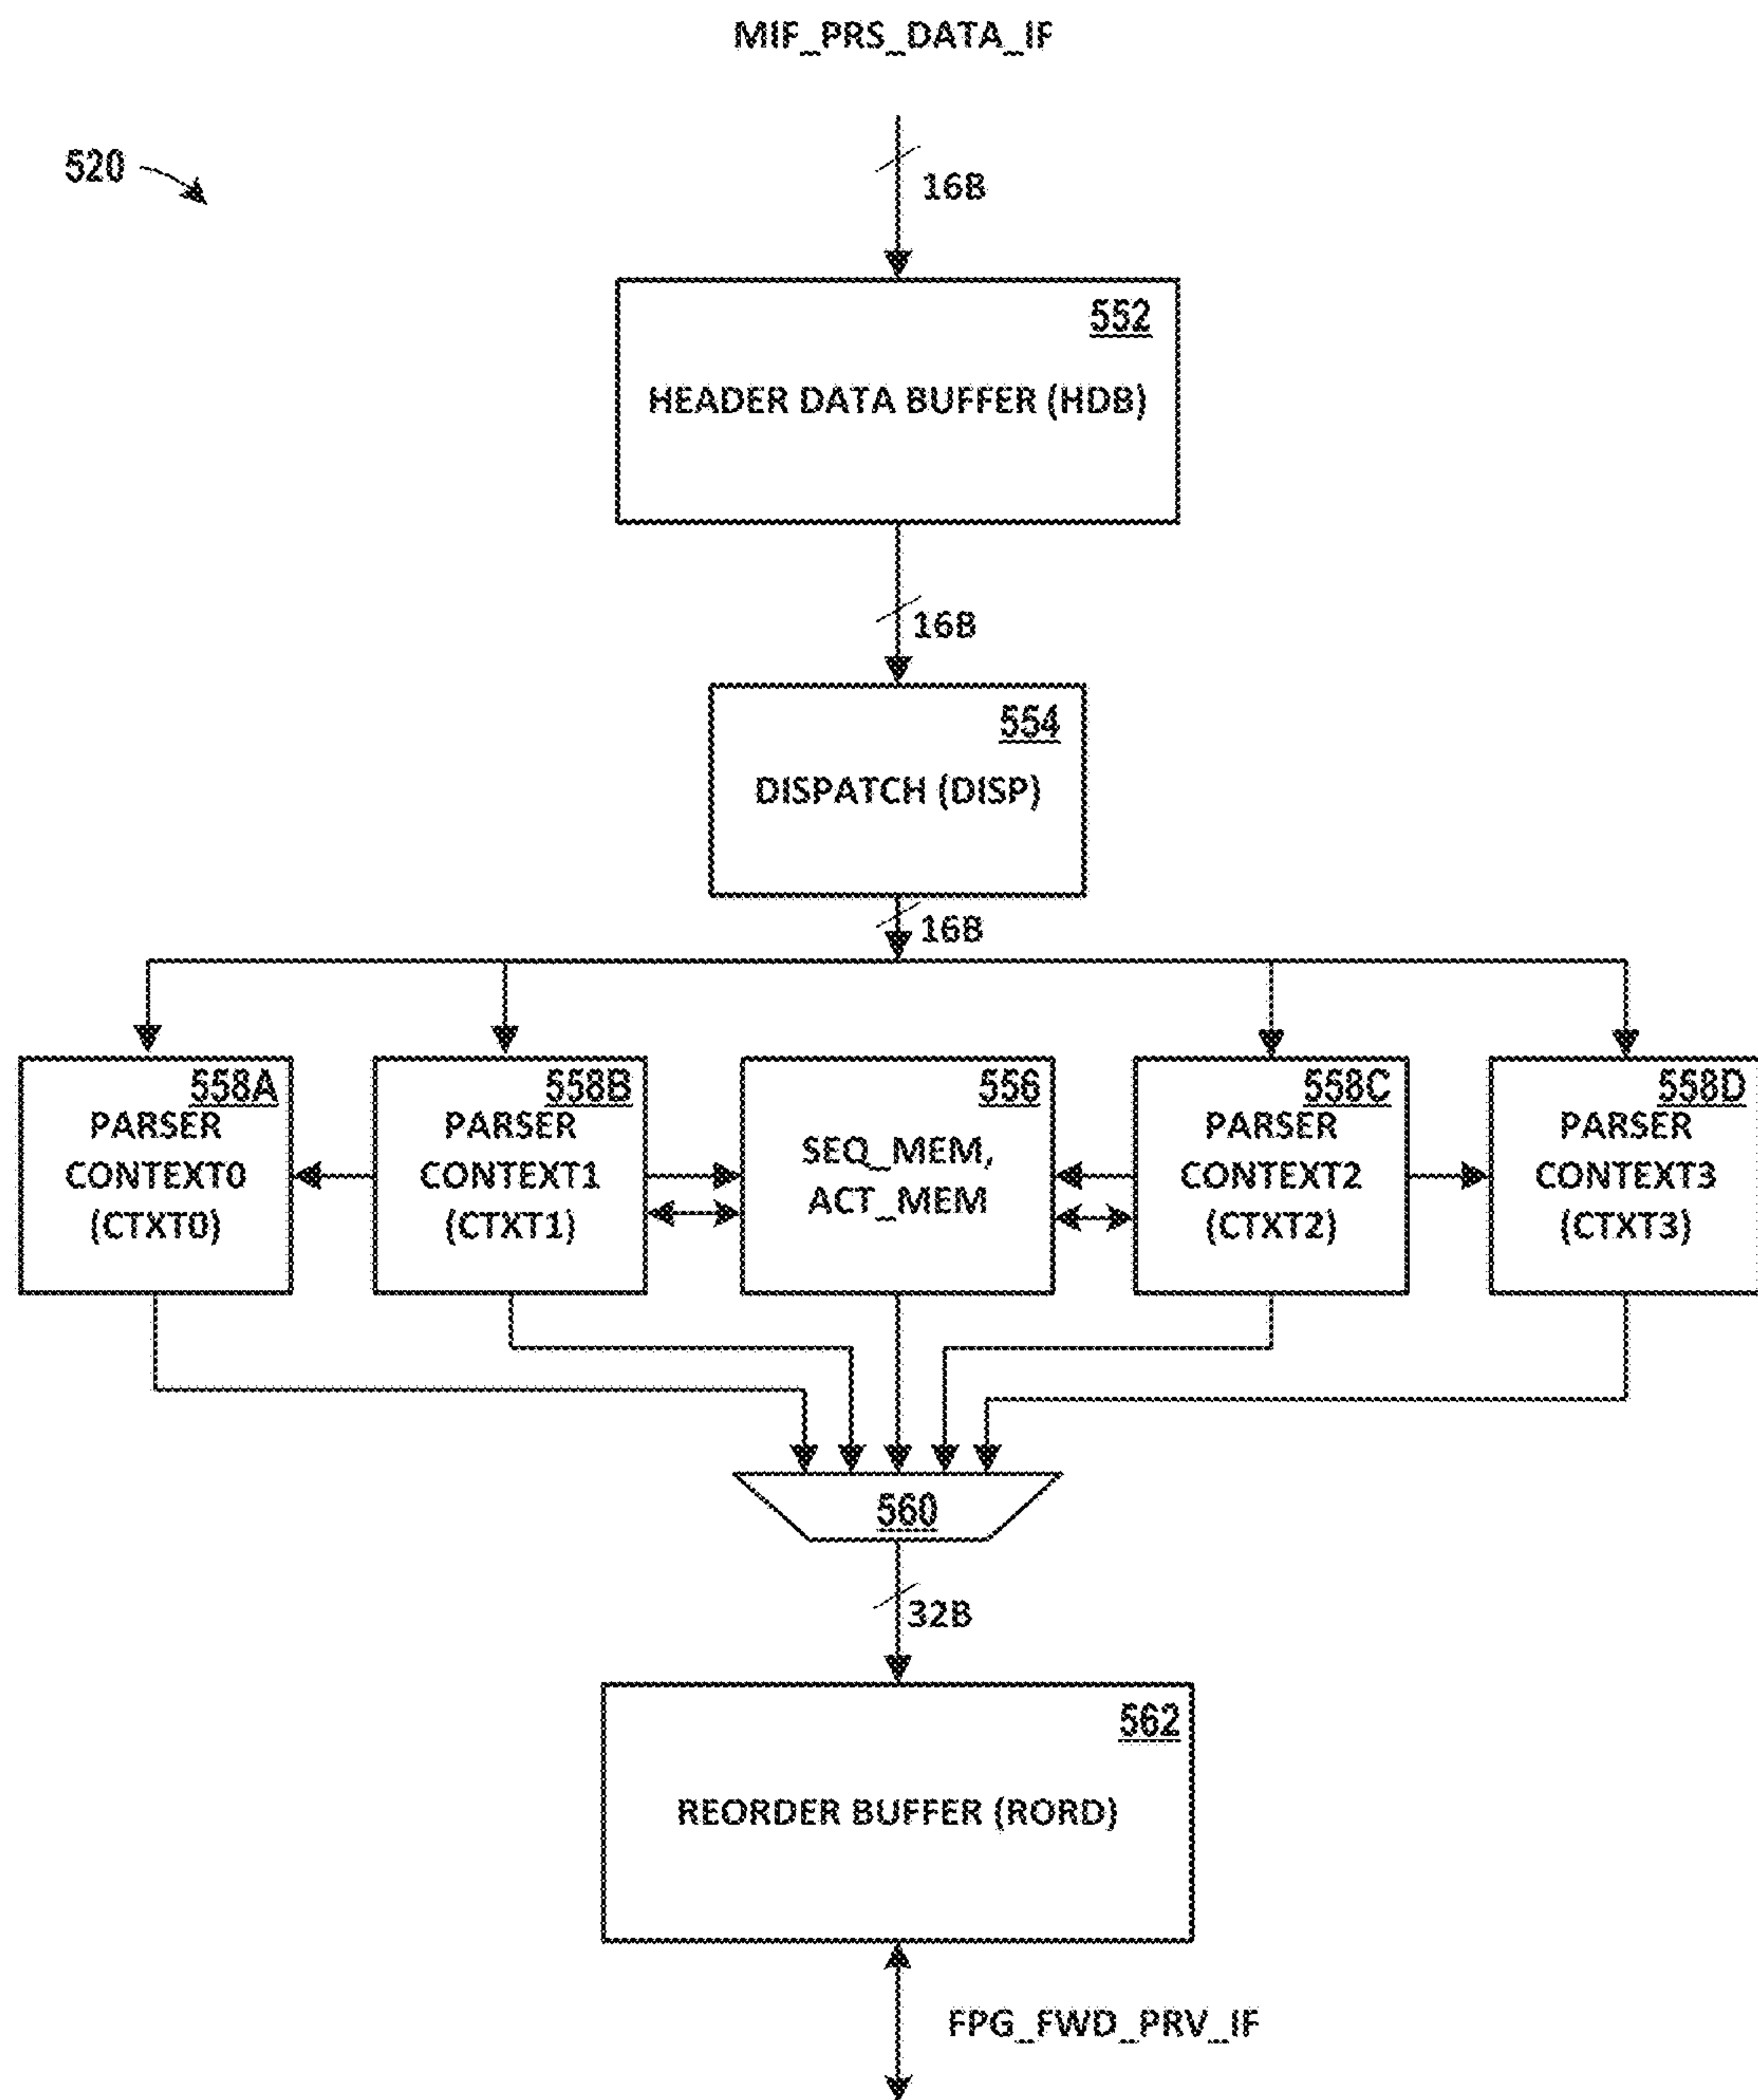 MIF_PRS_DATA_IF
520
16B
552
HEADER DATA BUFFER (HDB)
16B
554
DISPATCH (DISP)
16B
558A
PARSER
CONTEXT0
(CTXT0)
558B
PARSER
CONTEXT1
(CTXT1)
556
SEQ_MEM,
ACT_MEM
558C
PARSER
CONTEXT2
(CTXT2)
558D
PARSER
CONTEXT3
(CTXT3)
560
32B
562
REORDER BUFFER (RORD)
FPG_FWD_PRV_IF